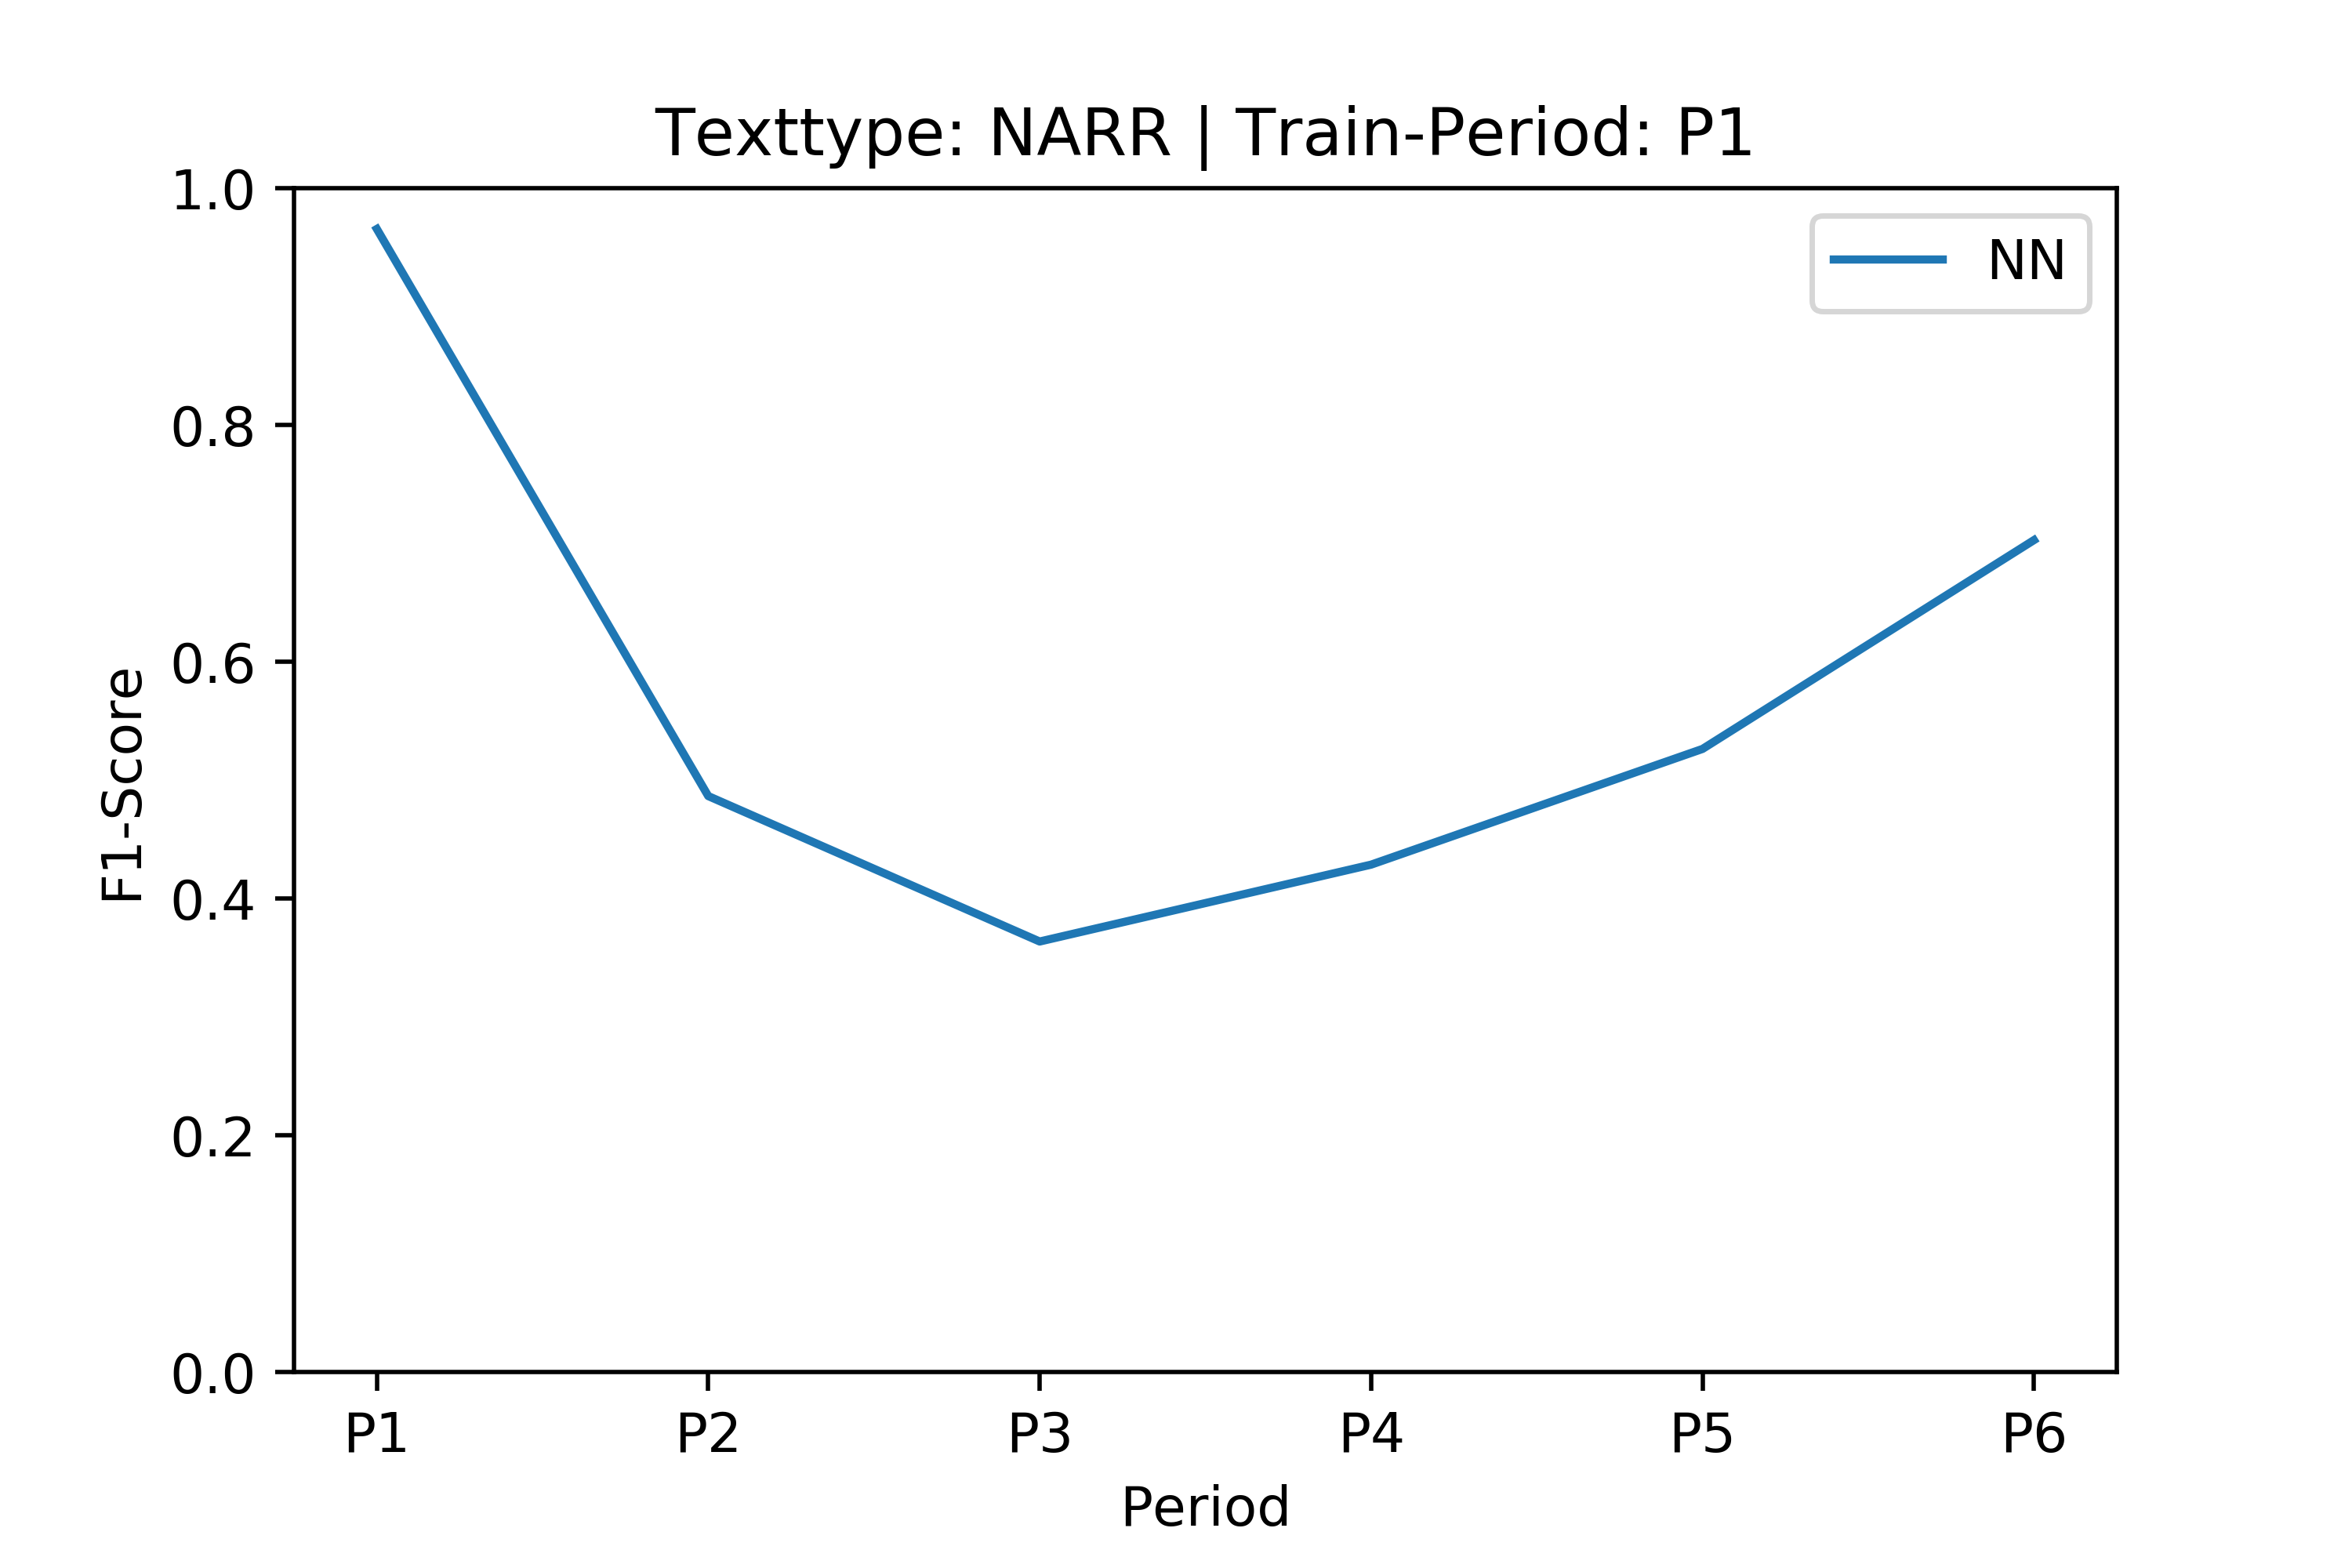 Texttype: NARR | Train-Period: P1
1.0
0.8
0.6
0.4
0.2
0.0
F1-Score
NN
P1 P2 P3 P4 P5 P6
Period